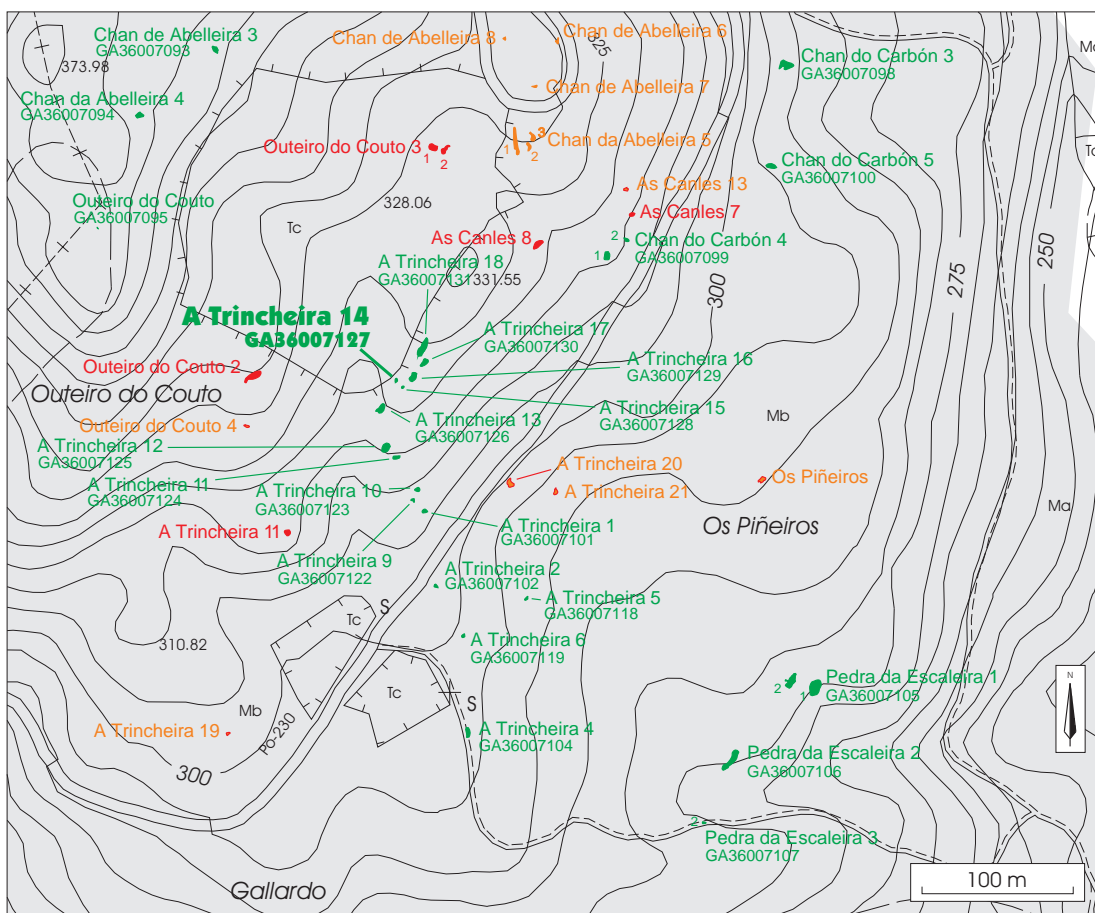 Chan de Abelleira 3
GA36007093
373.98
Chan de Abelleira 8
Chan de Abelleira 6
325
Chan do Carbón 3
GA36007098
Chan da Abelleira 4
GA36007094
Chan de Abelleira 7
Outeiro do Couto 3
1
2
1
3
2
Chan da Abelleira 5
Chan do Carbón 5
GA36007100
Outeiro do Couto
GA36007095
328.06
Tc
As Canles 13
As Canles 7
As Canles 8
2
1
Chan do Carbón 4
GA36007099
A Trincheira 18
GA36007131
331.55
300
275
250
A Trincheira 14
GA36007127
A Trincheira 17
GA36007130
A Trincheira 16
GA36007129
Outeiro do Couto 2
Outeiro do Couto
A Trincheira 15
GA36007128
Mb
Outeiro do Couto 4
A Trincheira 13
GA36007126
A Trincheira 12
GA36007125
A Trincheira 11
GA36007124
A Trincheira 10
GA36007123
A Trincheira 20
A Trincheira 21
Os Piñeiros
Os Piñeiros
Ma
A Trincheira 11
A Trincheira 1
GA36007101
A Trincheira 9
GA36007122
A Trincheira 2
GA36007102
A Trincheira 5
GA36007118
Tc
S
310.82
A Trincheira 6
GA36007119
Tc
S
2
1
Pedra da Escaleira 1
GA36007105
N
Mb
A Trincheira 19
Po-230
300
A Trincheira 4
GA36007104
Pedra da Escaleira 2
GA36007106
2
Pedra da Escaleira 3
GA36007107
Gallardo
100 m